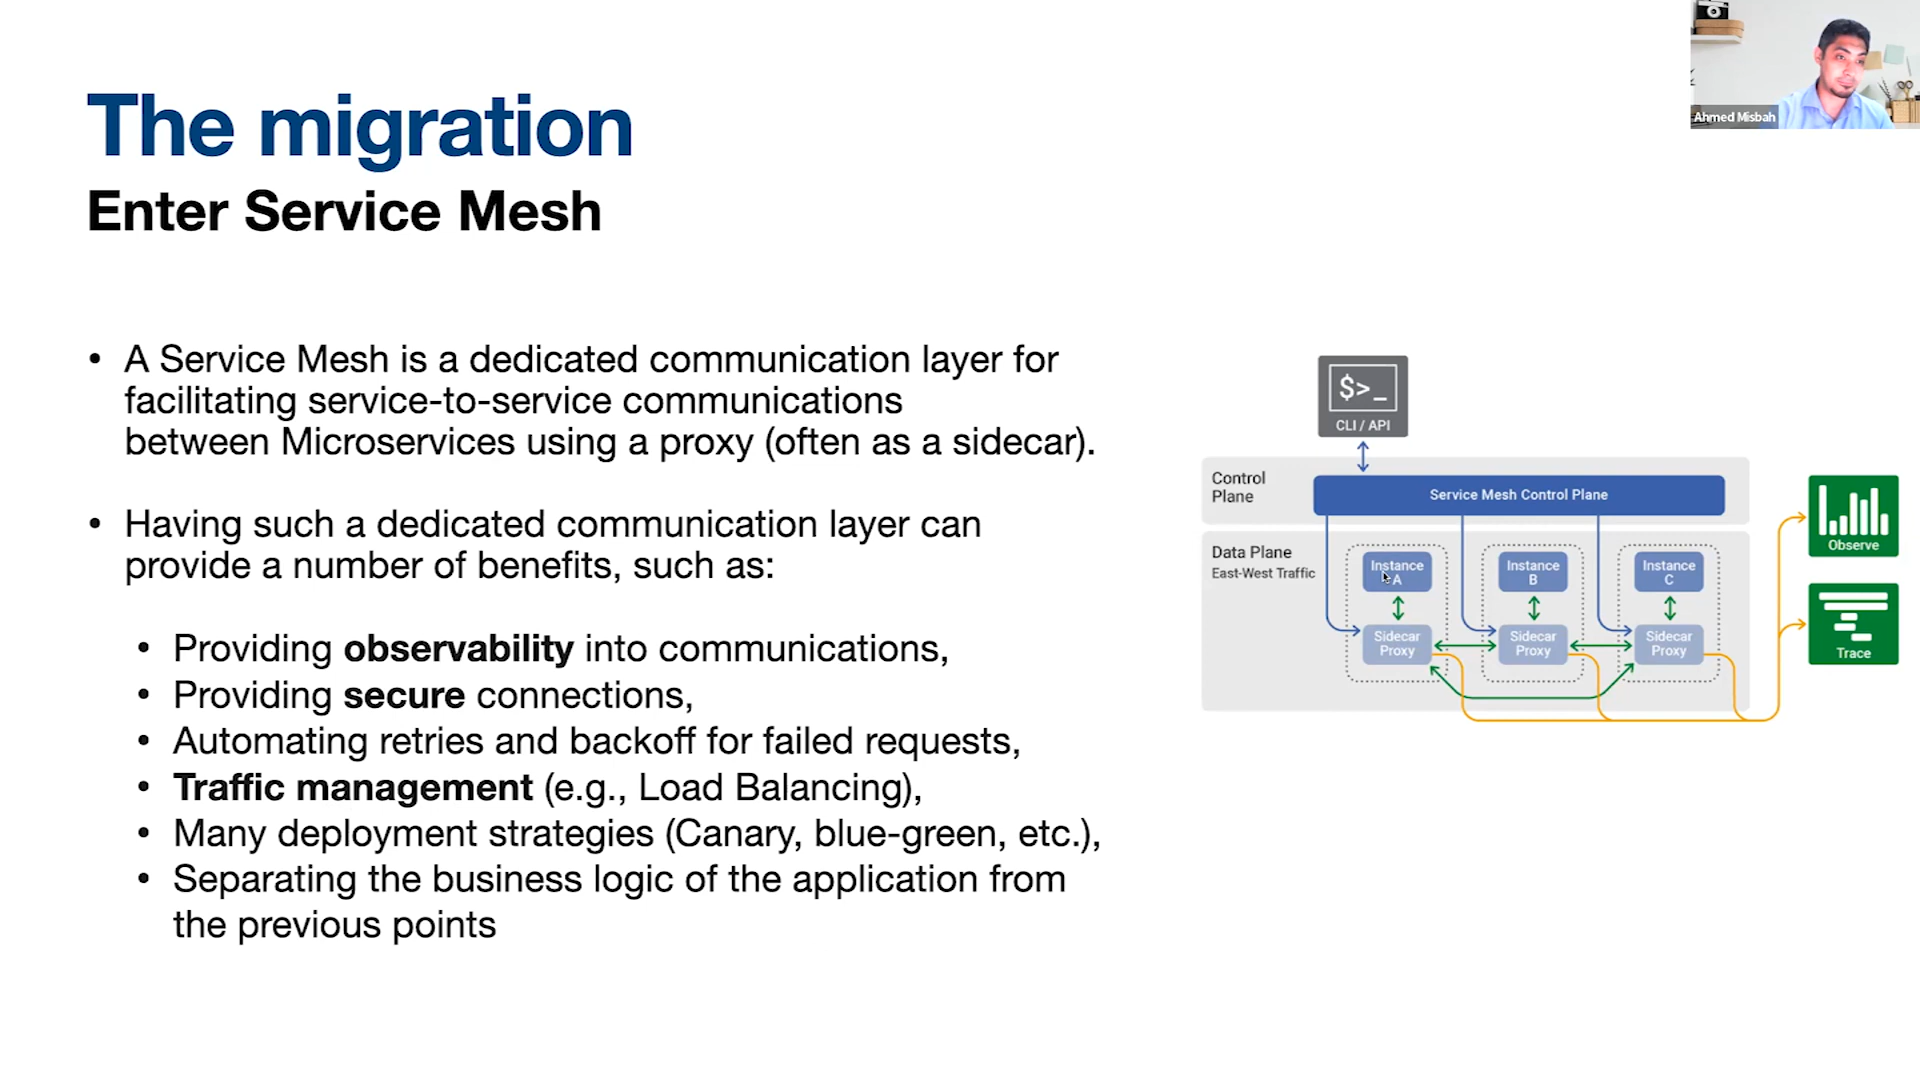 Ahmed Misbah
The migration
Enter Service Mesh
• A Service Mesh is a dedicated communication layer for
facilitating service-to-service communications
between Microservices using a proxy (often as a sidecar).
• Having such a dedicated communication layer can
provide a number of benefits, such as:
• Providing observability into communications,
• Providing secure connections,
• Automating retries and backoff for failed requests,
• Traffic management (e.g., Load Balancing),
• Many deployment strategies (Canary, blue-green, etc.),
• Separating the business logic of the application from
the previous points
$>_
CLI / API
Control
Plane
Service Mesh Control Plane
Data Plane
East-West Traffic
Instance
A
Instance
B
Instance
C
Sidecar
Proxy
Sidecar
Proxy
Sidecar
Proxy
Observe
Trace